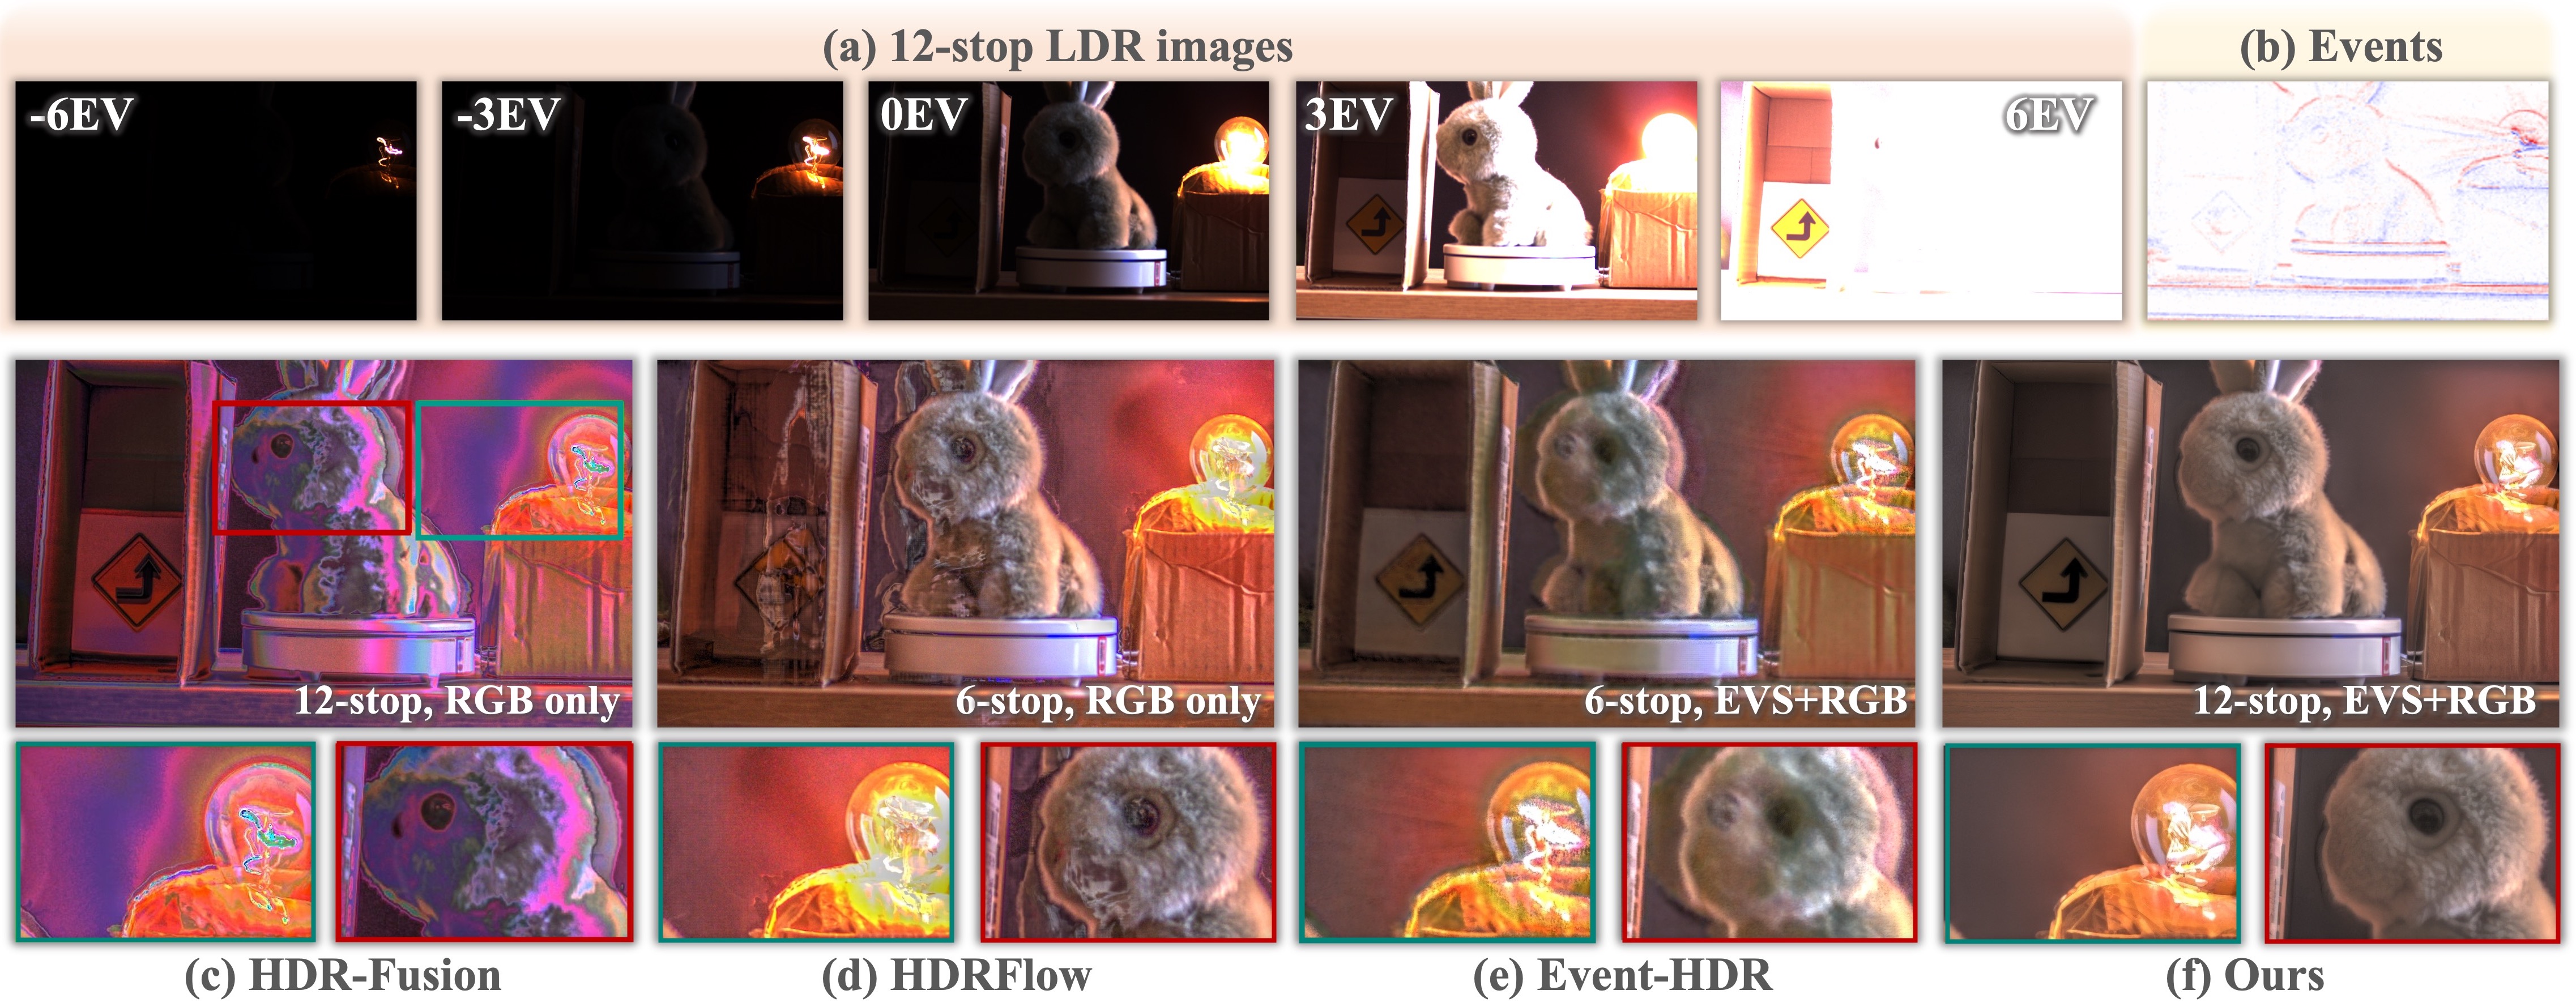 (a) 12-stop LDR images
(b) Events
-6EV
-3EV
0EV
3EV
6EV
12-stop, RGB only
6-stop, RGB only
6-stop, EVS+RGB
12-stop, EVS+RGB
(c) HDR-Fusion
(d) HDRFlow
(e) Event-HDR
(f) Ours